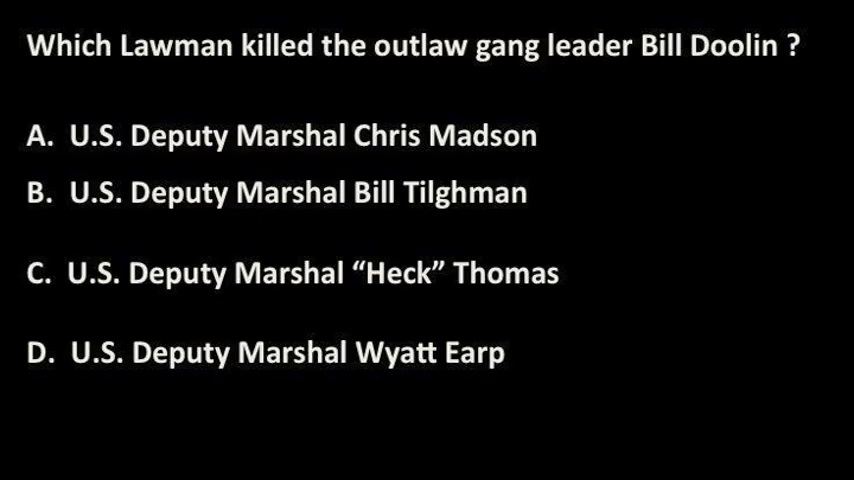 Which Lawman killed the outlaw gang leader Bill Doolin ?
A. U.S. Deputy Marshal Chris Madson
B. U.S. Deputy Marshal Bill Tilghman
C. U.S. Deputy Marshal “Heck” Thomas
D. U.S. Deputy Marshal Wyatt Earp